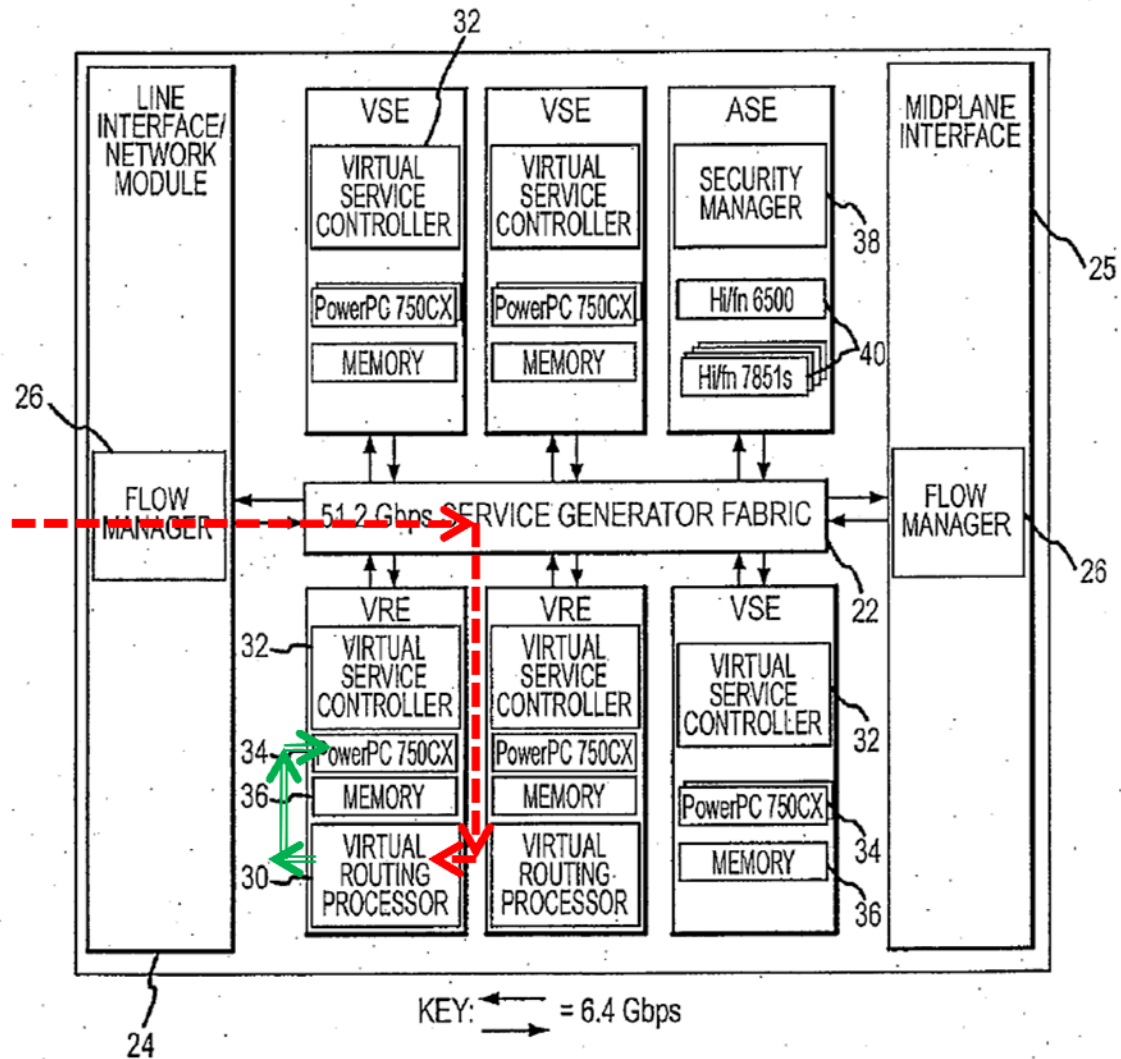 32
LINE
INTERFACE/
NETWORK
MODULE
VSE
VIRTUAL
SERVICE
CONTROLLER
PowerPC 750CX
MEMORY
VSE
VIRTUAL
SERVICE
CONTROLLER
PowerPC 750CX
MEMORY
ASE
SECURITY
MANAGER
38
Hi/fn 6500
40
Hi/fn 7851s
MIDPLANE
INTERFACE
25
26
FLOW
MANAGER
51.2 Gbps SERVICE GENERATOR FABRIC
22
FLOW
MANAGER
26
VRE
32
VIRTUAL
SERVICE
CONTROLLER
34
PowerPC 750CX
36
MEMORY
30
VIRTUAL
ROUTING
PROCESSOR
VRE
VIRTUAL
SERVICE
CONTROLLER
PowerPC 750CX
MEMORY
VIRTUAL
ROUTING
PROCESSOR
VSE
VIRTUAL
SERVICE
CONTROLLER
32
PowerPC 750CX
34
MEMORY
36
24
KEY: = 6.4 Gbps